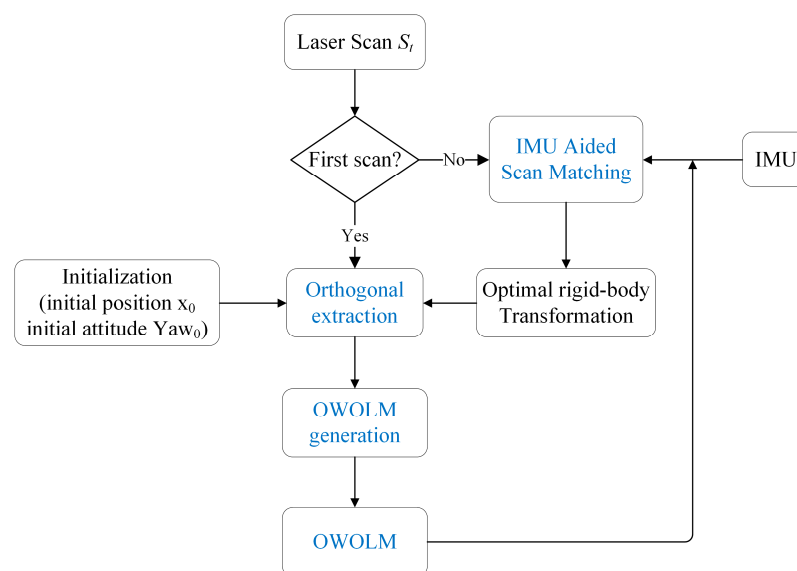 Laser Scan Sₜ
First scan?
No
IMU Aided
Scan Matching
IMU
Yes
Initialization
(initial position x₀
initial attitude Yaw₀)
Orthogonal
extraction
Optimal rigid-body
Transformation
OWOLM
generation
OWOLM